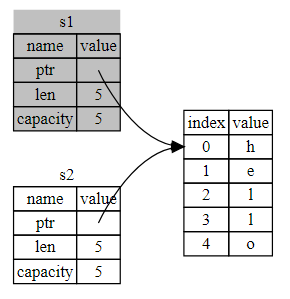 s1
name value
ptr
len 5
capacity 5
s2
name value
ptr
len 5
capacity 5
index value
0 h
1 e
2 l
3 l
4 o